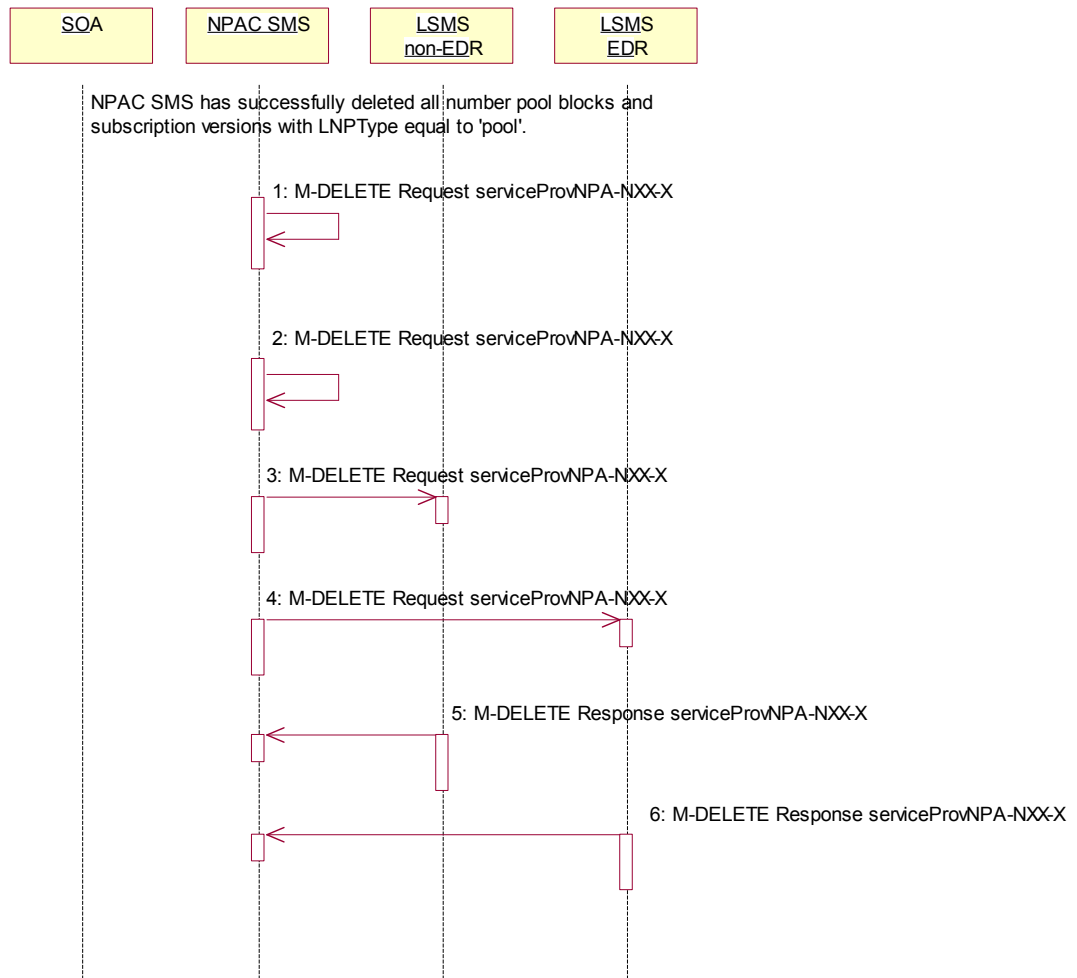 SOA
NPAC SMS
LSMS
non-EDR
LSMS
EDR
NPAC SMS has successfully deleted all number pool blocks and
subscription versions with LNPType equal to 'pool'.
1: M-DELETE Request serviceProvNPA-NXX-X
2: M-DELETE Request serviceProvNPA-NXX-X
3: M-DELETE Request serviceProvNPA-NXX-X
4: M-DELETE Request serviceProvNPA-NXX-X
5: M-DELETE Response serviceProvNPA-NXX-X
6: M-DELETE Response serviceProvNPA-NXX-X